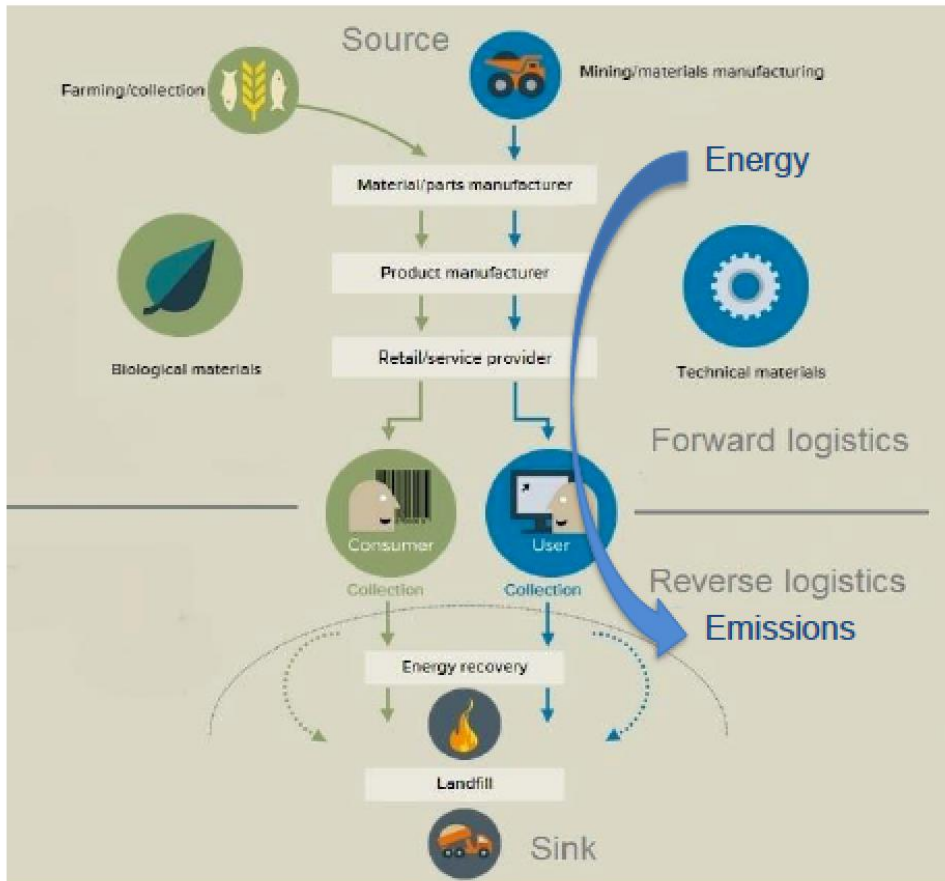 Source
Farming/collection
Mining/materials manufacturing
Energy
Material/parts manufacturer
Product manufacturer
Retail/service provider
Biological materials
Technical materials
Forward logistics
Consumer
User
Collection
Collection
Reverse logistics
Emissions
Energy recovery
Landfill
Sink